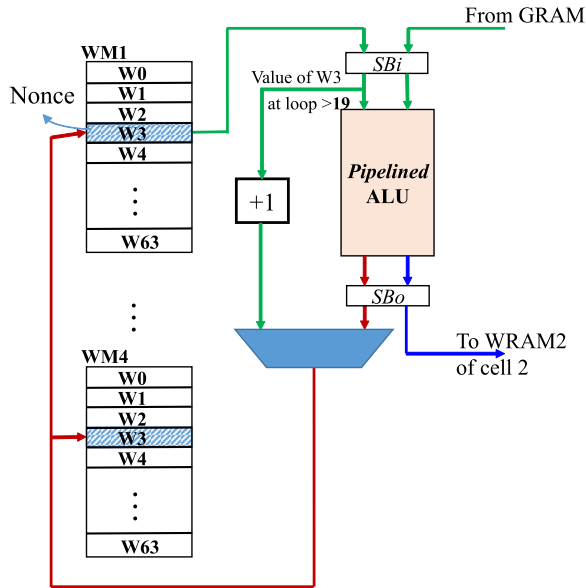 From GRAM
WM1
SBi
W0
W1
W2
W3
W4
W63
Nonce
Value of W3
at loop >19
+1
Pipelined
ALU
SBo
To WRAM2
of cell 2
WM4
W0
W1
W2
W3
W4
W63